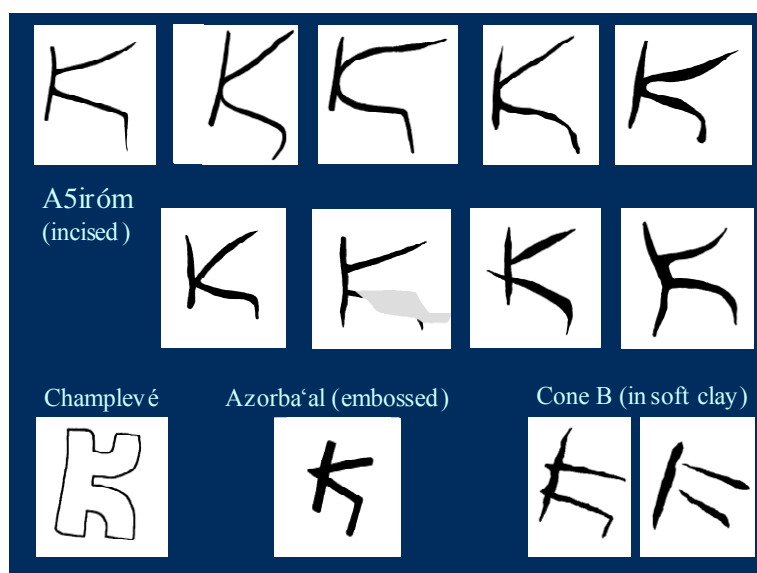 A5iróm
(incised )
Champlevé
Azorba‘al (embossed)
Cone B (in soft clay)